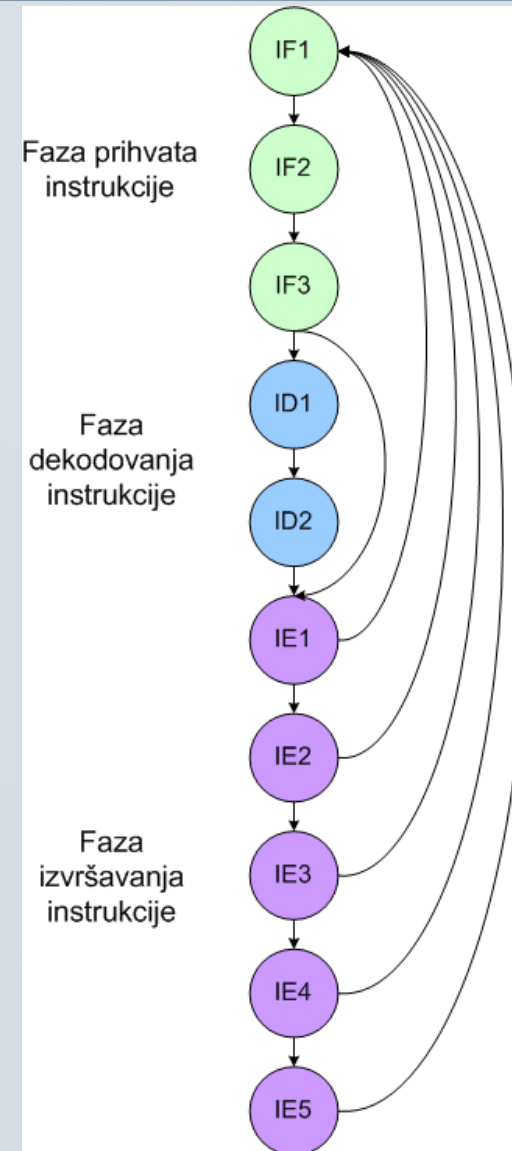 IF1
Faza prihvata
instrukcije
IF2
IF3
Faza
dekodovanja
instrukcije
ID1
ID2
IE1
IE2
Faza
izvršavanja
instrukcije
IE3
IE4
IE5